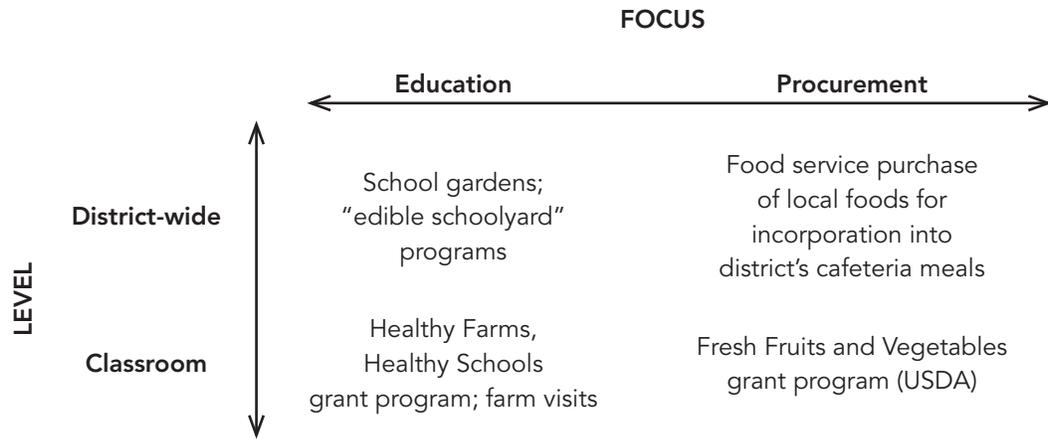 FOCUS
Education
Procurement
LEVEL
District-wide
School gardens;
“edible schoolyard”
programs
Food service purchase
of local foods for
incorporation into
district’s cafeteria meals
Classroom
Healthy Farms,
Healthy Schools
grant program; farm visits
Fresh Fruits and Vegetables
grant program (USDA)